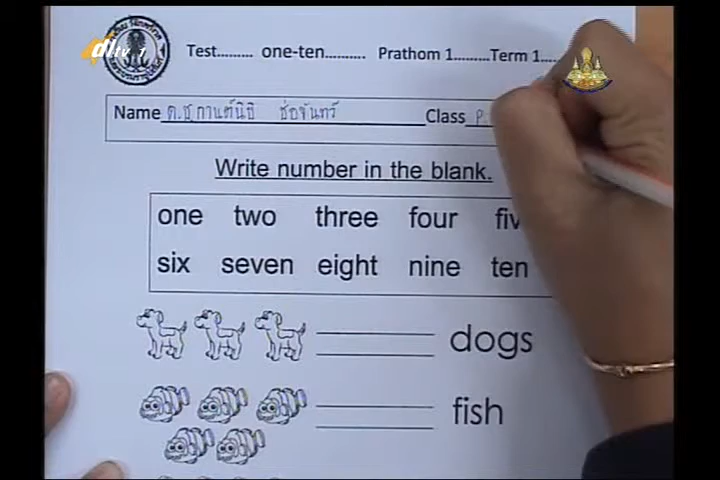 dltv 1
Test......... one-ten........... Prathom 1.........Term 1.....
Name ด.ช.กานต์นิธิ ช่อจันทร์ Class P.
Write number in the blank.
one two three four fiv
six seven eight nine ten
dogs
fish